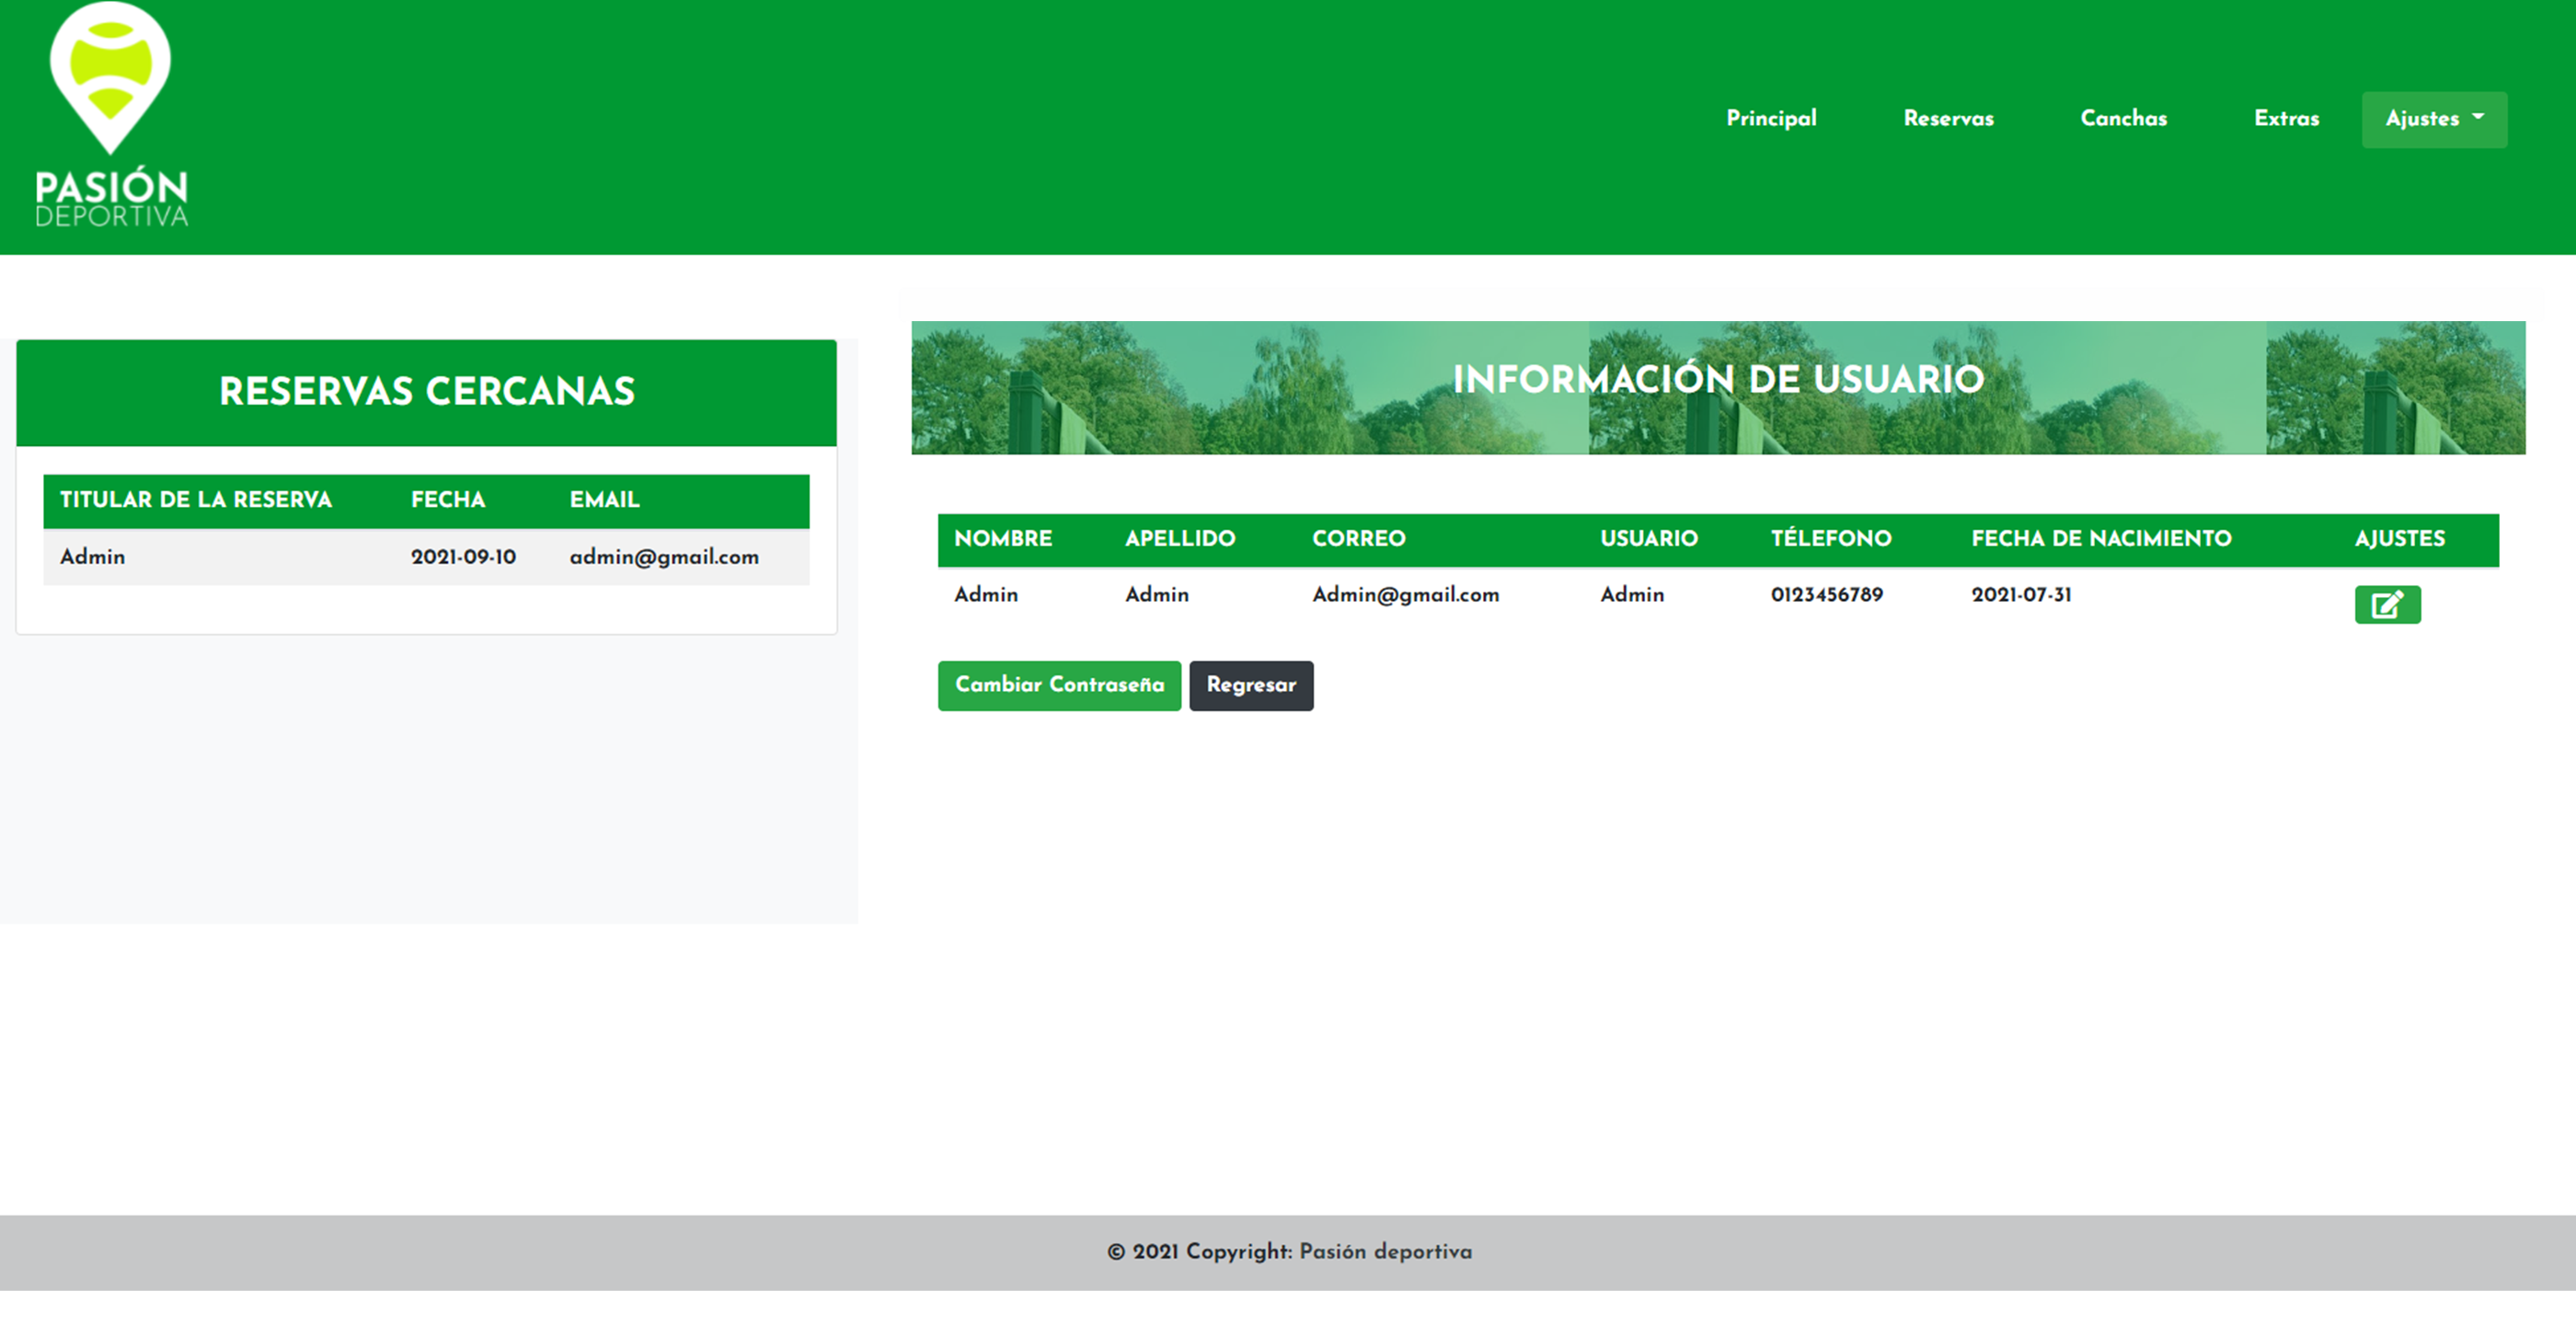 PASIÓN
DEPORTIVA
Principal Reservas Canchas Extras Ajustes
RESERVAS CERCANAS
TITULAR DE LA RESERVA FECHA EMAIL
Admin 2021-09-10 admin@gmail.com
INFORMACIÓN DE USUARIO
NOMBRE APELLIDO CORREO USUARIO TÉLEFONO FECHA DE NACIMIENTO AJUSTES
Admin Admin Admin@gmail.com Admin 0123456789 2021-07-31
Cambiar Contraseña Regresar
© 2021 Copyright: Pasión deportiva